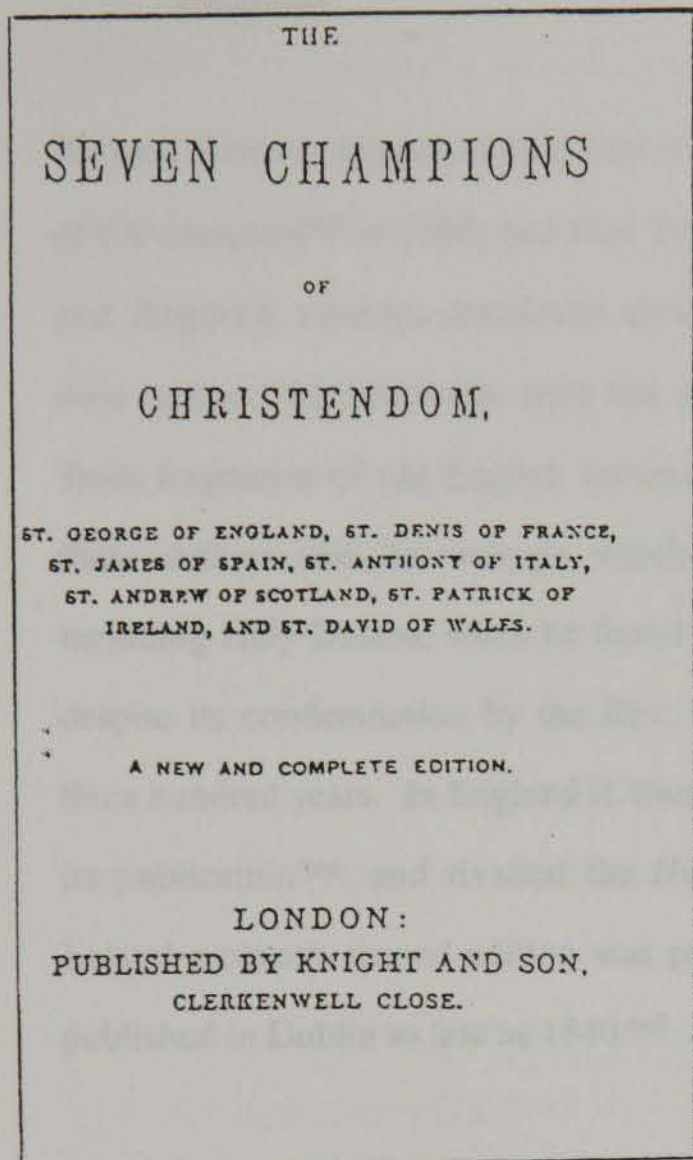 THE
SEVEN CHAMPIONS
OF
CHRISTENDOM,
ST. GEORGE OF ENGLAND, ST. DENIS OF FRANCE,
ST. JAMES OF SPAIN, ST. ANTHONY OF ITALY,
ST. ANDREW OF SCOTLAND, ST. PATRICK OF
IRELAND, AND ST. DAVID OF WALES.
A NEW AND COMPLETE EDITION.
LONDON:
PUBLISHED BY KNIGHT AND SON,
CLERKENWELL CLOSE.